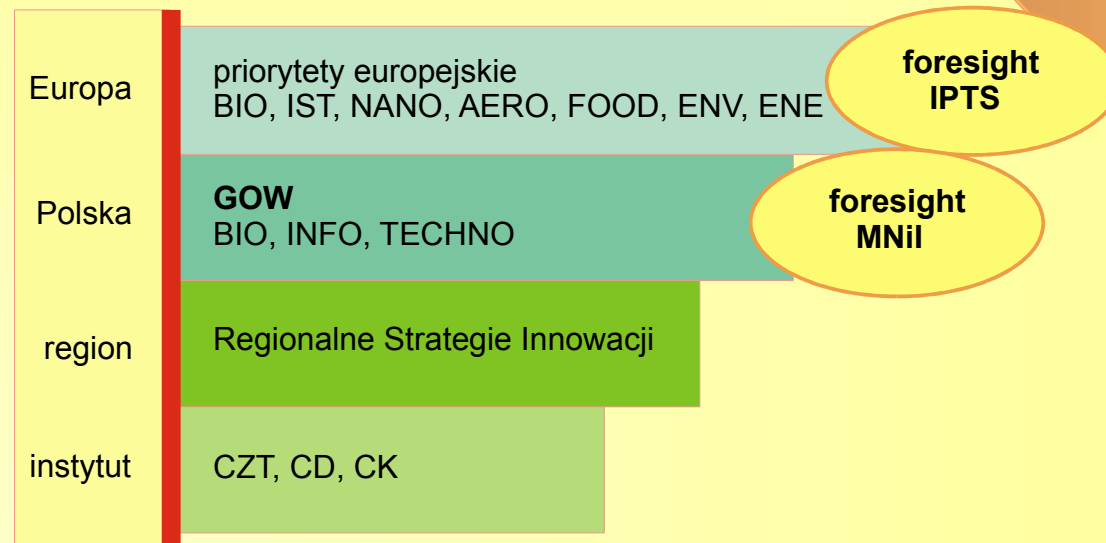 Europa
priorytety europejskie
BIO, IST, NANO, AERO, FOOD, ENV, ENE
foresight
IPTS
Polska
GOW
BIO, INFO, TECHNO
foresight
MNiI
region
Regionalne Strategie Innowacji
instytut
CZT, CD, CK